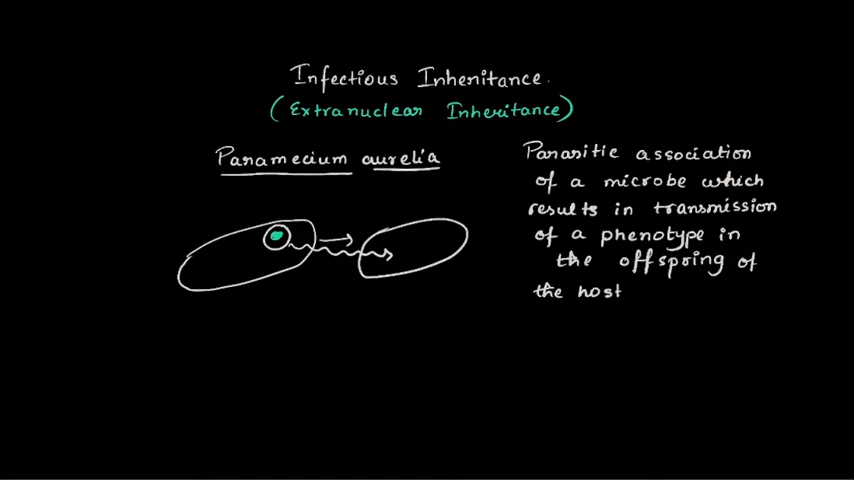 Infectious Inheritance.
(Extranuclear Inheritance)
Paramecium aurelia
Parasitic association
of a microbe which
results in transmission
of a phenotype in
the offspring of
the host